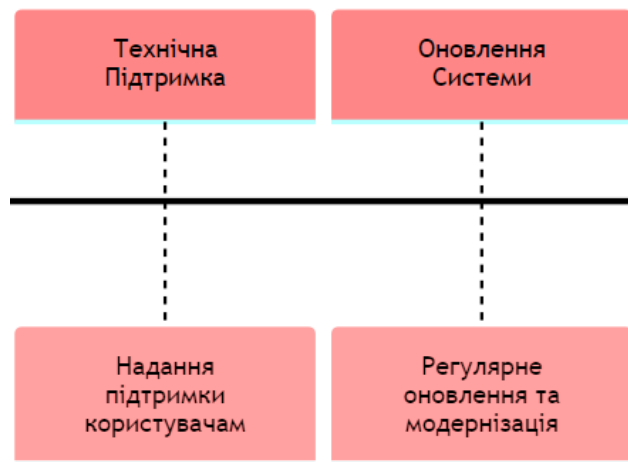 Технічна
Підтримка
Оновлення
Системи
Надання
підтримки
користувачам
Регулярне
оновлення та
модернізація